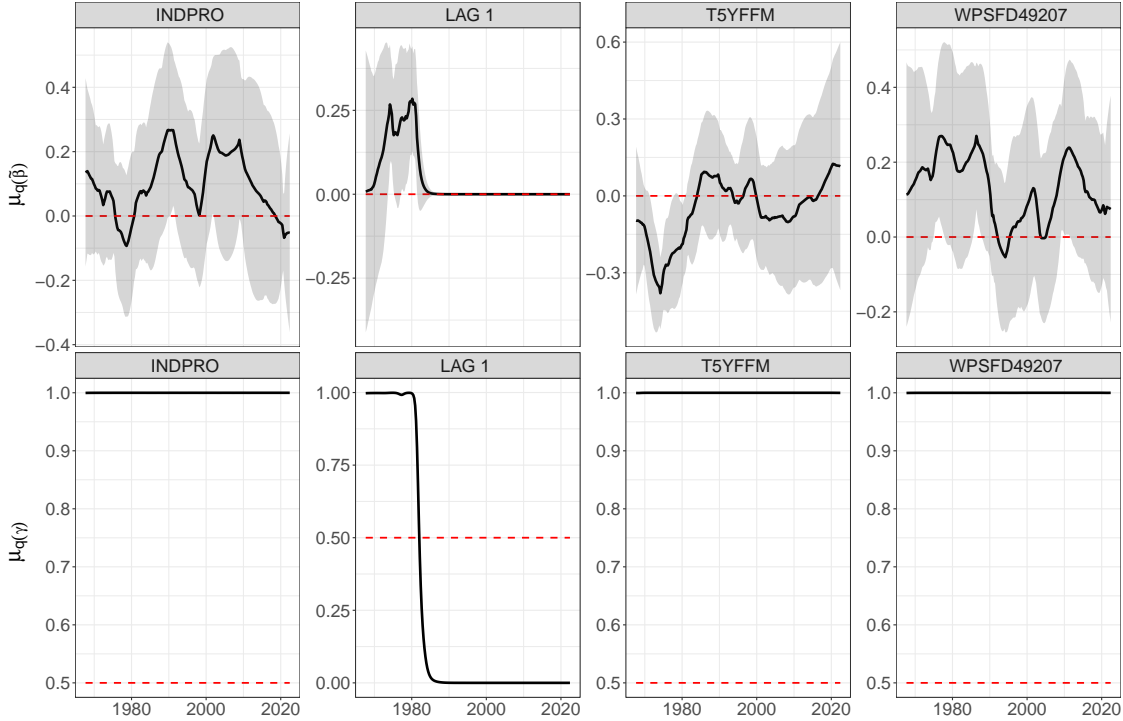 INDPRO LAG 1 T5YFFM WPSFD49207
μq(β̃)
0.4 0.2 0.0 −0.2 −0.4
0.25 0.00 −0.25
0.6 0.3 0.0 −0.3
0.4 0.2 0.0 −0.2
INDPRO LAG 1 T5YFFM WPSFD49207
μq(γ)
1.0 0.9 0.8 0.7 0.6 0.5
1.00 0.75 0.50 0.25 0.00
1.0 0.9 0.8 0.7 0.6 0.5
1.0 0.9 0.8 0.7 0.6 0.5
1980 2000 2020 1980 2000 2020 1980 2000 2020 1980 2000 2020